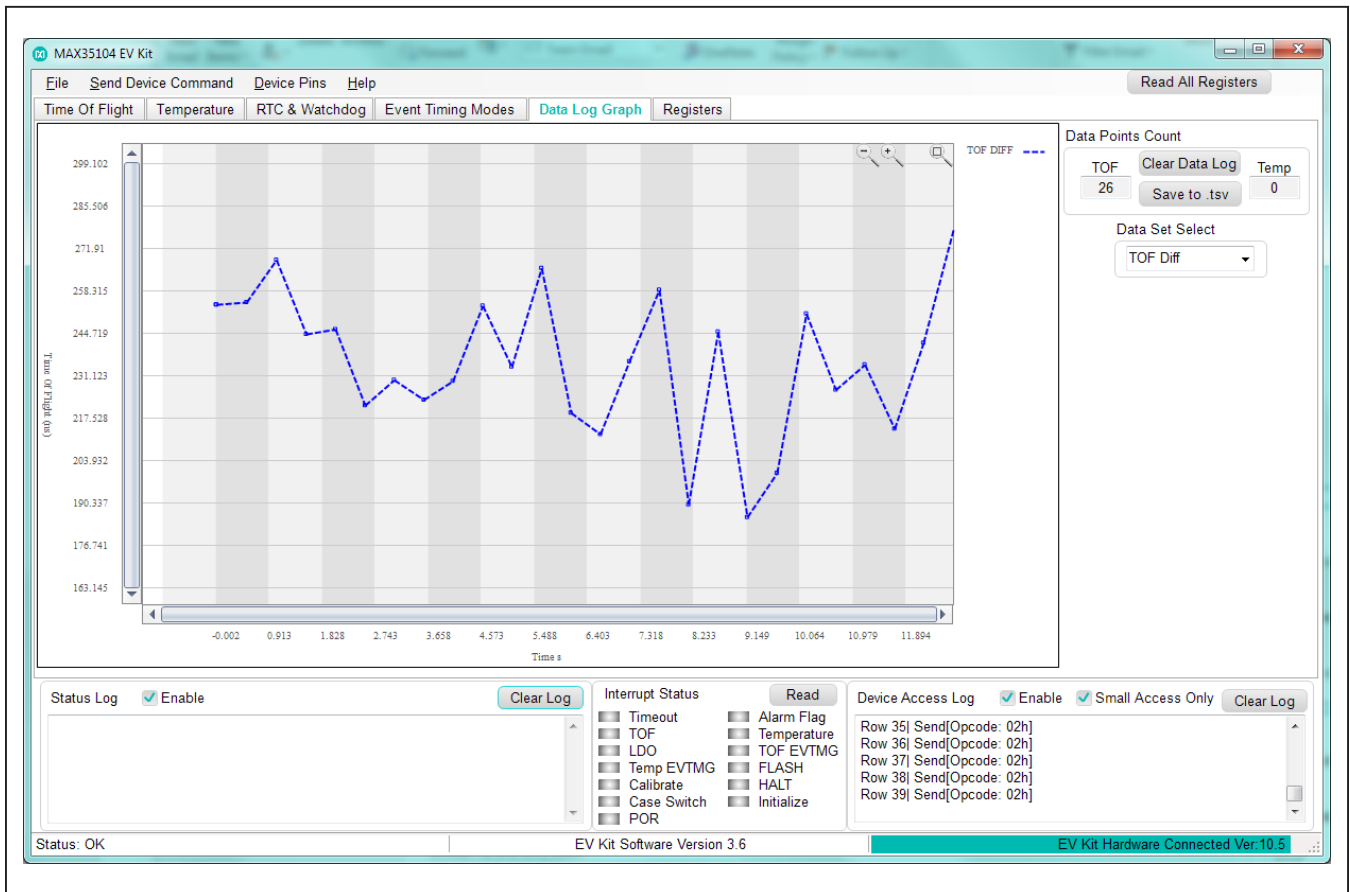 MAX35104 EV Kit
File Send Device Command Device Pins Help
Read All Registers
Time Of Flight Temperature RTC & Watchdog Event Timing Modes Data Log Graph Registers
TOF DIFF
299.102
285.506
271.91
258.315
244.719
231.123
217.528
203.932
190.337
176.741
163.145
Time Of Flight (ns)
-0.002 0.913 1.828 2.743 3.658 4.573 5.488 6.403 7.318 8.233 9.149 10.064 10.979 11.894
Time s
Data Points Count
TOF Clear Data Log Temp
26 Save to .tsv 0
Data Set Select
TOF Diff
Status Log Enable Clear Log
Interrupt Status Read
Timeout Alarm Flag
TOF Temperature
LDO TOF EVTMG
Temp EVTMG FLASH
Calibrate HALT
Case Switch Initialize
POR
Device Access Log Enable Small Access Only Clear Log
Row 35| Send[Opcode: 02h]
Row 36| Send[Opcode: 02h]
Row 37| Send[Opcode: 02h]
Row 38| Send[Opcode: 02h]
Row 39| Send[Opcode: 02h]
Status: OK EV Kit Software Version 3.6 EV Kit Hardware Connected Ver:10.5